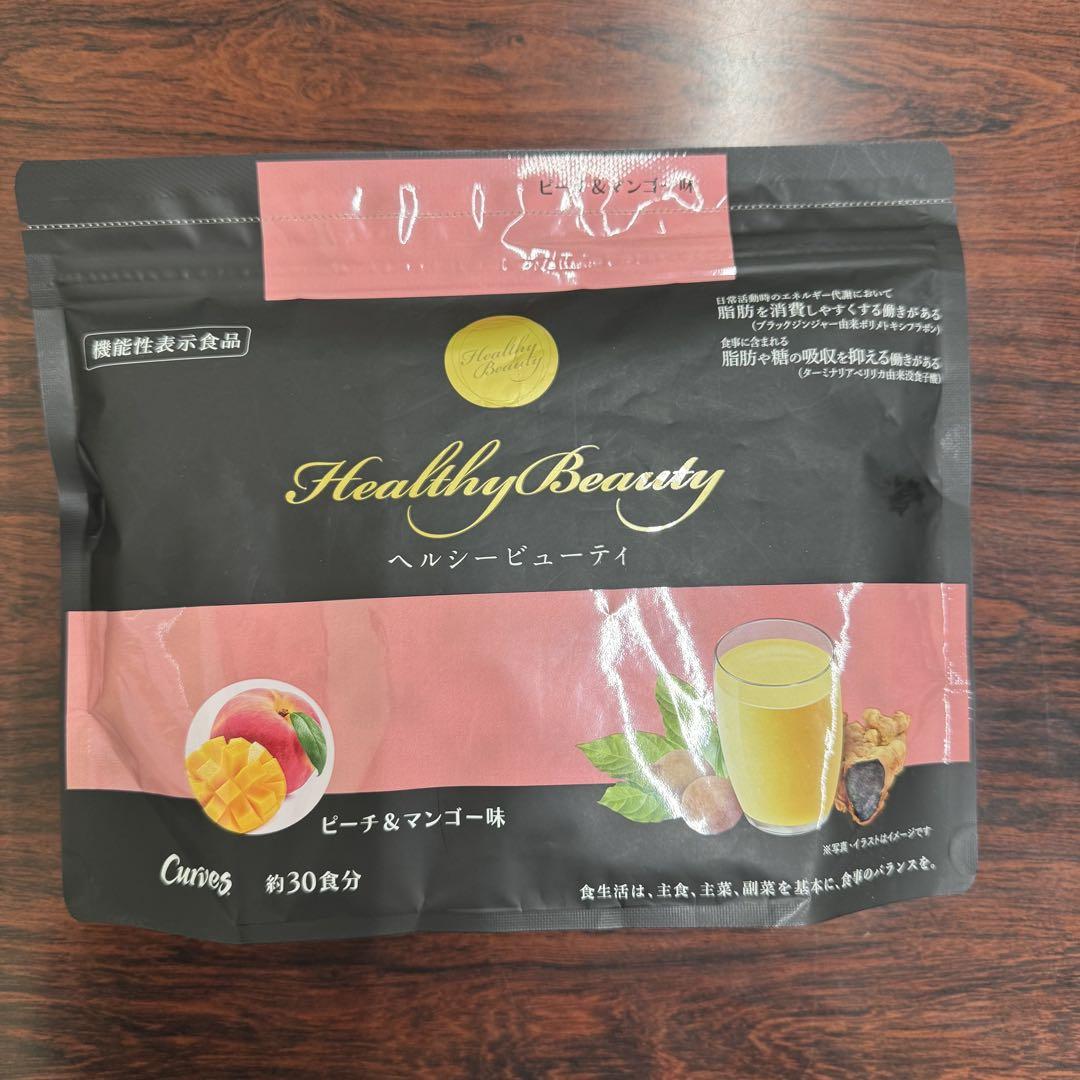 ピーチ&マンゴー味
機能性表示食品
日常活動時のエネルギー代謝において
脂肪を消費しやすくする働きがある
(ブラックジンジャー由来ポリメトキシフラボン)
食事に含まれる
脂肪や糖の吸収を抑える働きがある
(ターミナリアベリリカ由来没食子酸)
Healthy
Beauty
Healthy Beauty
ヘルシービューティ
ピーチ&マンゴー味
※写真・イラストはイメージです
Curves
約30食分
食生活は、主食、主菜、副菜を基本に、食事のバランスを。